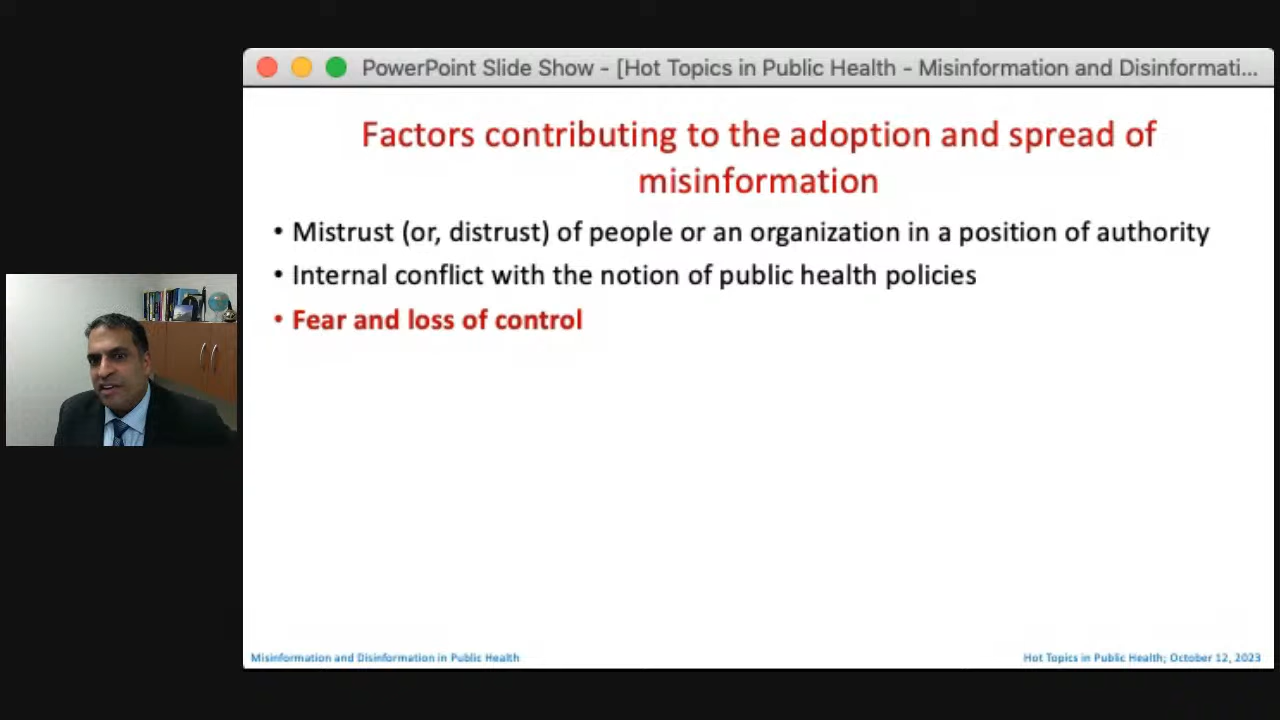 PowerPoint Slide Show - [Hot Topics in Public Health - Misinformation and Disinformati...
Factors contributing to the adoption and spread of
misinformation
• Mistrust (or, distrust) of people or an organization in a position of authority
• Internal conflict with the notion of public health policies
• Fear and loss of control
Misinformation and Disinformation in Public Health
Hot Topics in Public Health; October 12, 2023